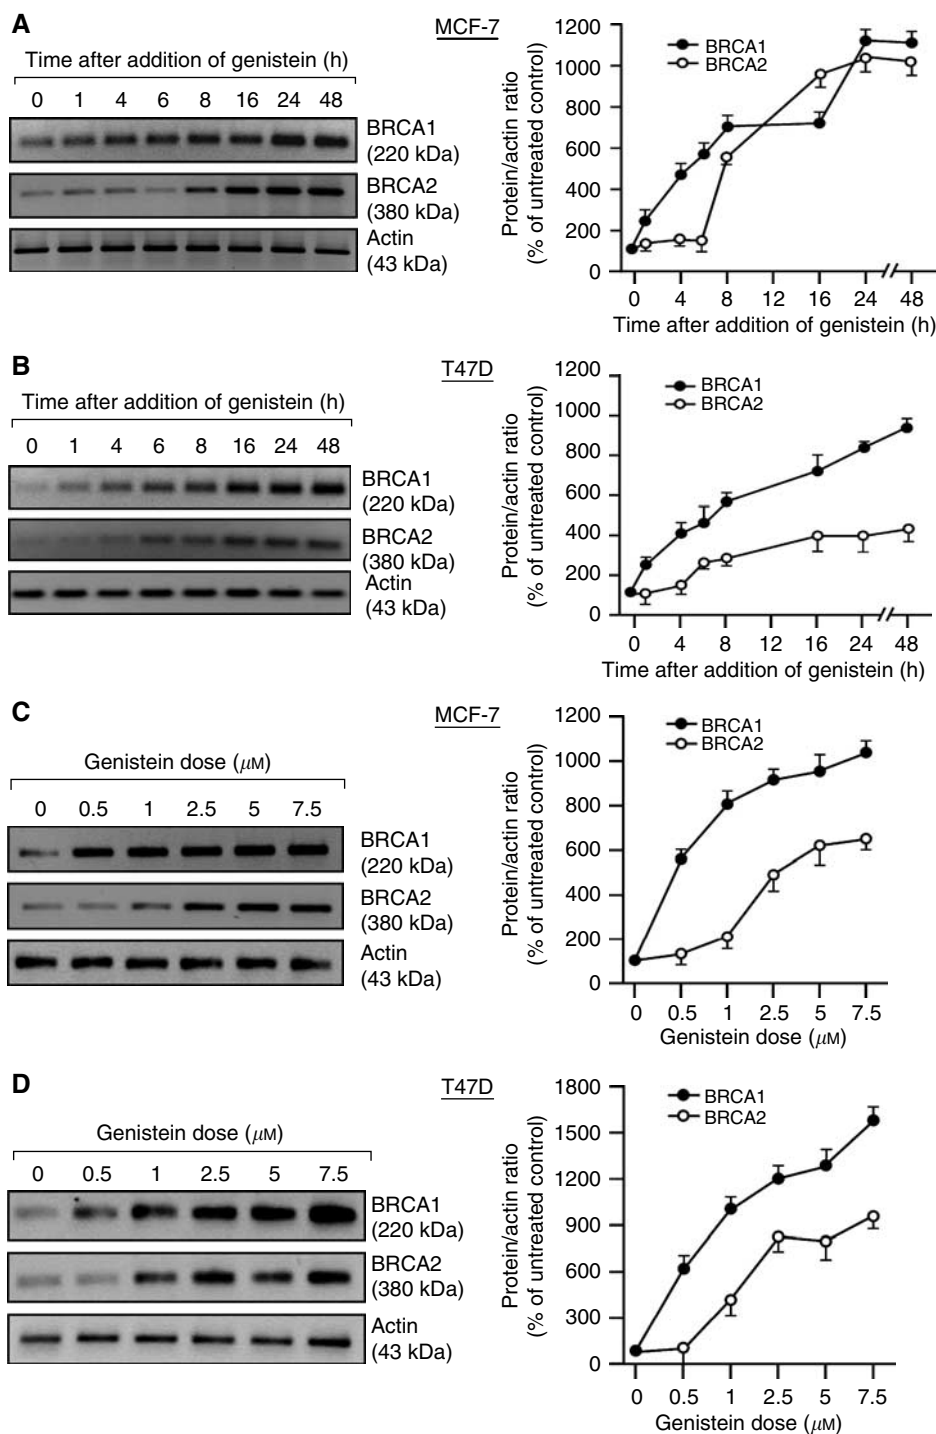 A
MCF-7
Time after addition of genistein (h)
0 1 4 6 8 16 24 48
BRCA1
(220 kDa)
BRCA2
(380 kDa)
Actin
(43 kDa)
Protein/actin ratio
(% of untreated control)
1200
1000
800
600
400
200
0
BRCA1
BRCA2
0 4 8 12 16 24 48
Time after addition of genistein (h)
B
T47D
Time after addition of genistein (h)
0 1 4 6 8 16 24 48
BRCA1
(220 kDa)
BRCA2
(380 kDa)
Actin
(43 kDa)
Protein/actin ratio
(% of untreated control)
1200
1000
800
600
400
200
0
BRCA1
BRCA2
0 4 8 12 16 24 48
Time after addition of genistein (h)
C
MCF-7
Genistein dose (μM)
0 0.5 1 2.5 5 7.5
BRCA1
(220 kDa)
BRCA2
(380 kDa)
Actin
(43 kDa)
Protein/actin ratio
(% of untreated control)
1200
1000
800
600
400
200
0
BRCA1
BRCA2
0 0.5 1 2.5 5 7.5
Genistein dose (μM)
D
T47D
Genistein dose (μM)
0 0.5 1 2.5 5 7.5
BRCA1
(220 kDa)
BRCA2
(380 kDa)
Actin
(43 kDa)
Protein/actin ratio
(% of untreated control)
1800
1500
1200
900
600
300
0
BRCA1
BRCA2
0 0.5 1 2.5 5 7.5
Genistein dose (μM)